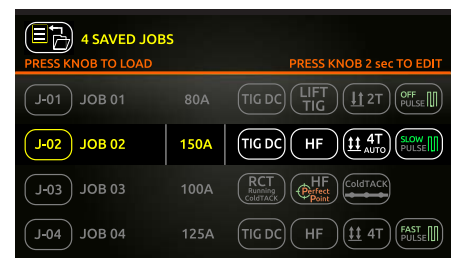 4 SAVED JOBS
PRESS KNOB TO LOAD PRESS KNOB 2 sec TO EDIT
J-01 JOB 01 80A TIG DC LIFT TIG 2T OFF PULSE
J-02 JOB 02 150A TIG DC HF 4T AUTO SLOW PULSE
J-03 JOB 03 100A RCT Running ColdTACK HF Perfect Point ColdTACK
J-04 JOB 04 125A TIG DC HF 4T FAST PULSE